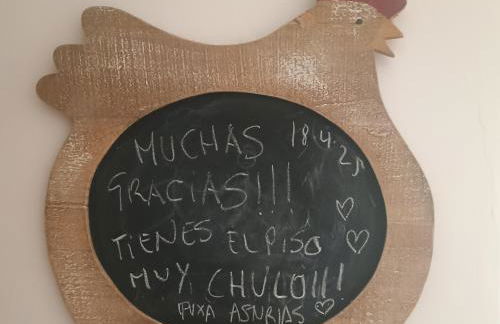 MUCHAS 18.4.25
GRACIAS!!!
TIENES EL PISO
MUY CHULO!!!
PUXA ASTURIAS